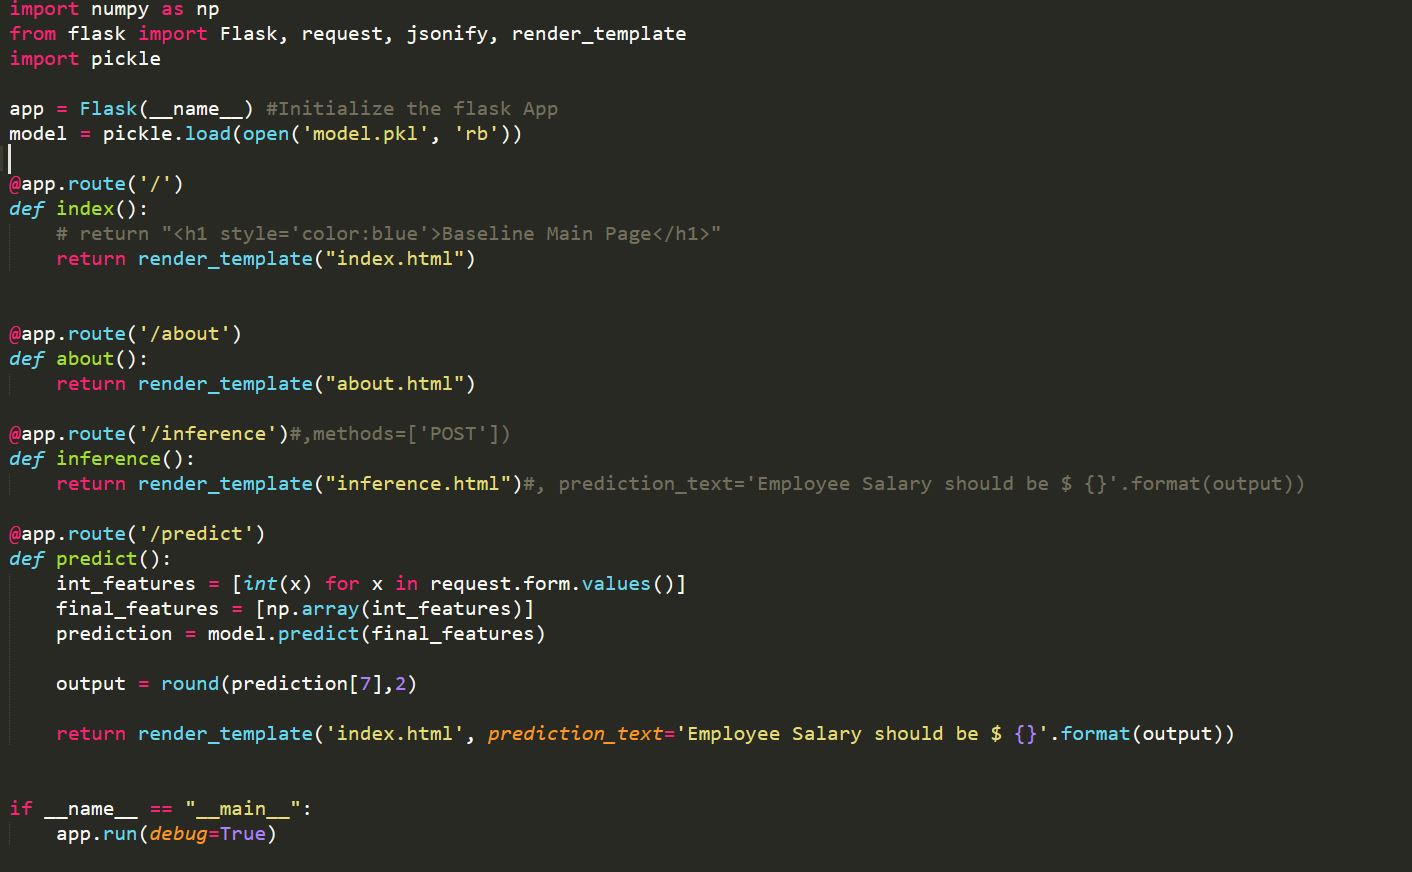 import numpy as np
from flask import Flask, request, jsonify, render_template
import pickle

app = Flask(__name__) #Initialize the flask App
model = pickle.load(open('model.pkl', 'rb'))

@app.route('/')
def index():
    # return "<h1 style='color:blue'>Baseline Main Page</h1>"
    return render_template("index.html")


@app.route('/about')
def about():
    return render_template("about.html")

@app.route('/inference')#,methods=['POST'])
def inference():
    return render_template("inference.html")#, prediction_text='Employee Salary should be $ {}'.format(output))

@app.route('/predict')
def predict():
    int_features = [int(x) for x in request.form.values()]
    final_features = [np.array(int_features)]
    prediction = model.predict(final_features)

    output = round(prediction[7],2)

    return render_template('index.html', prediction_text='Employee Salary should be $ {}'.format(output))


if __name__ == "__main__":
    app.run(debug=True)